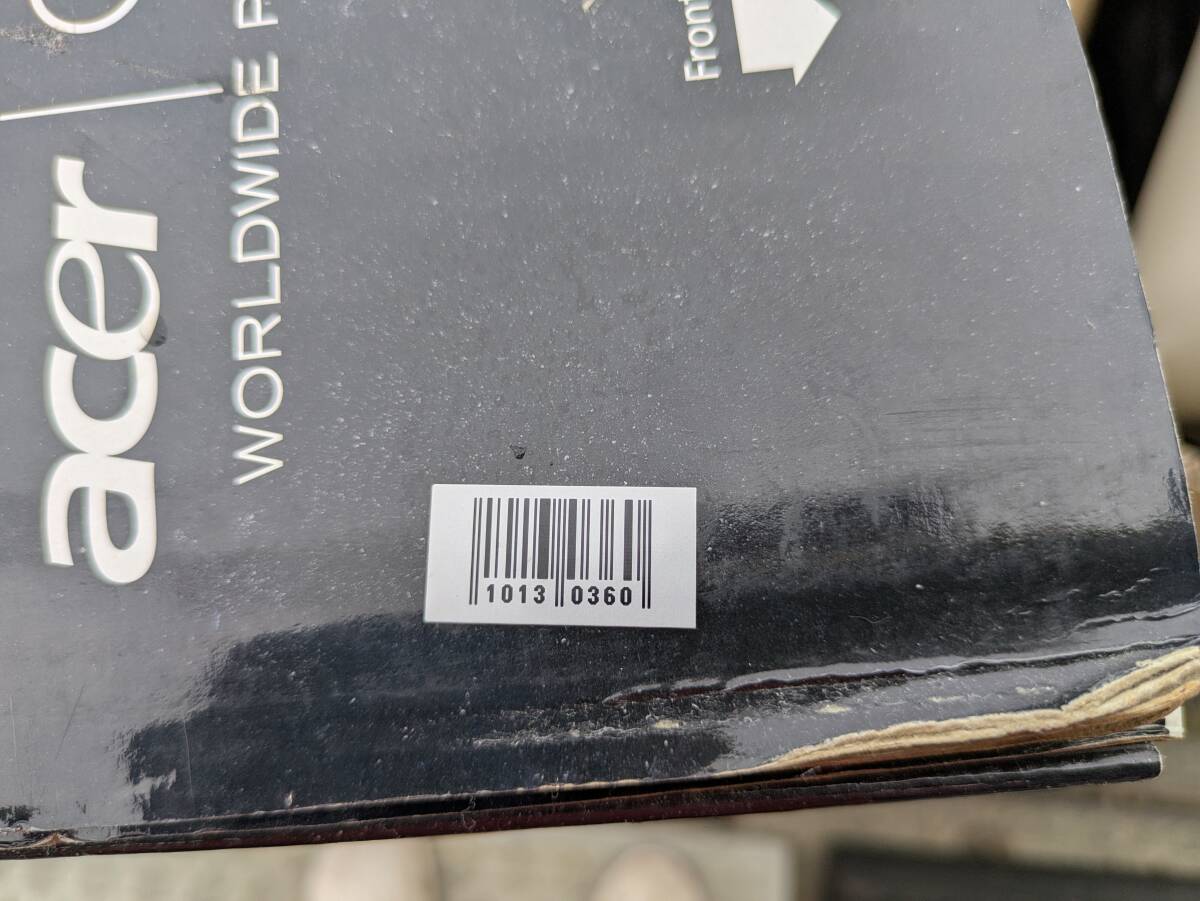 acer
WORLDWIDE
Front
1013 0360